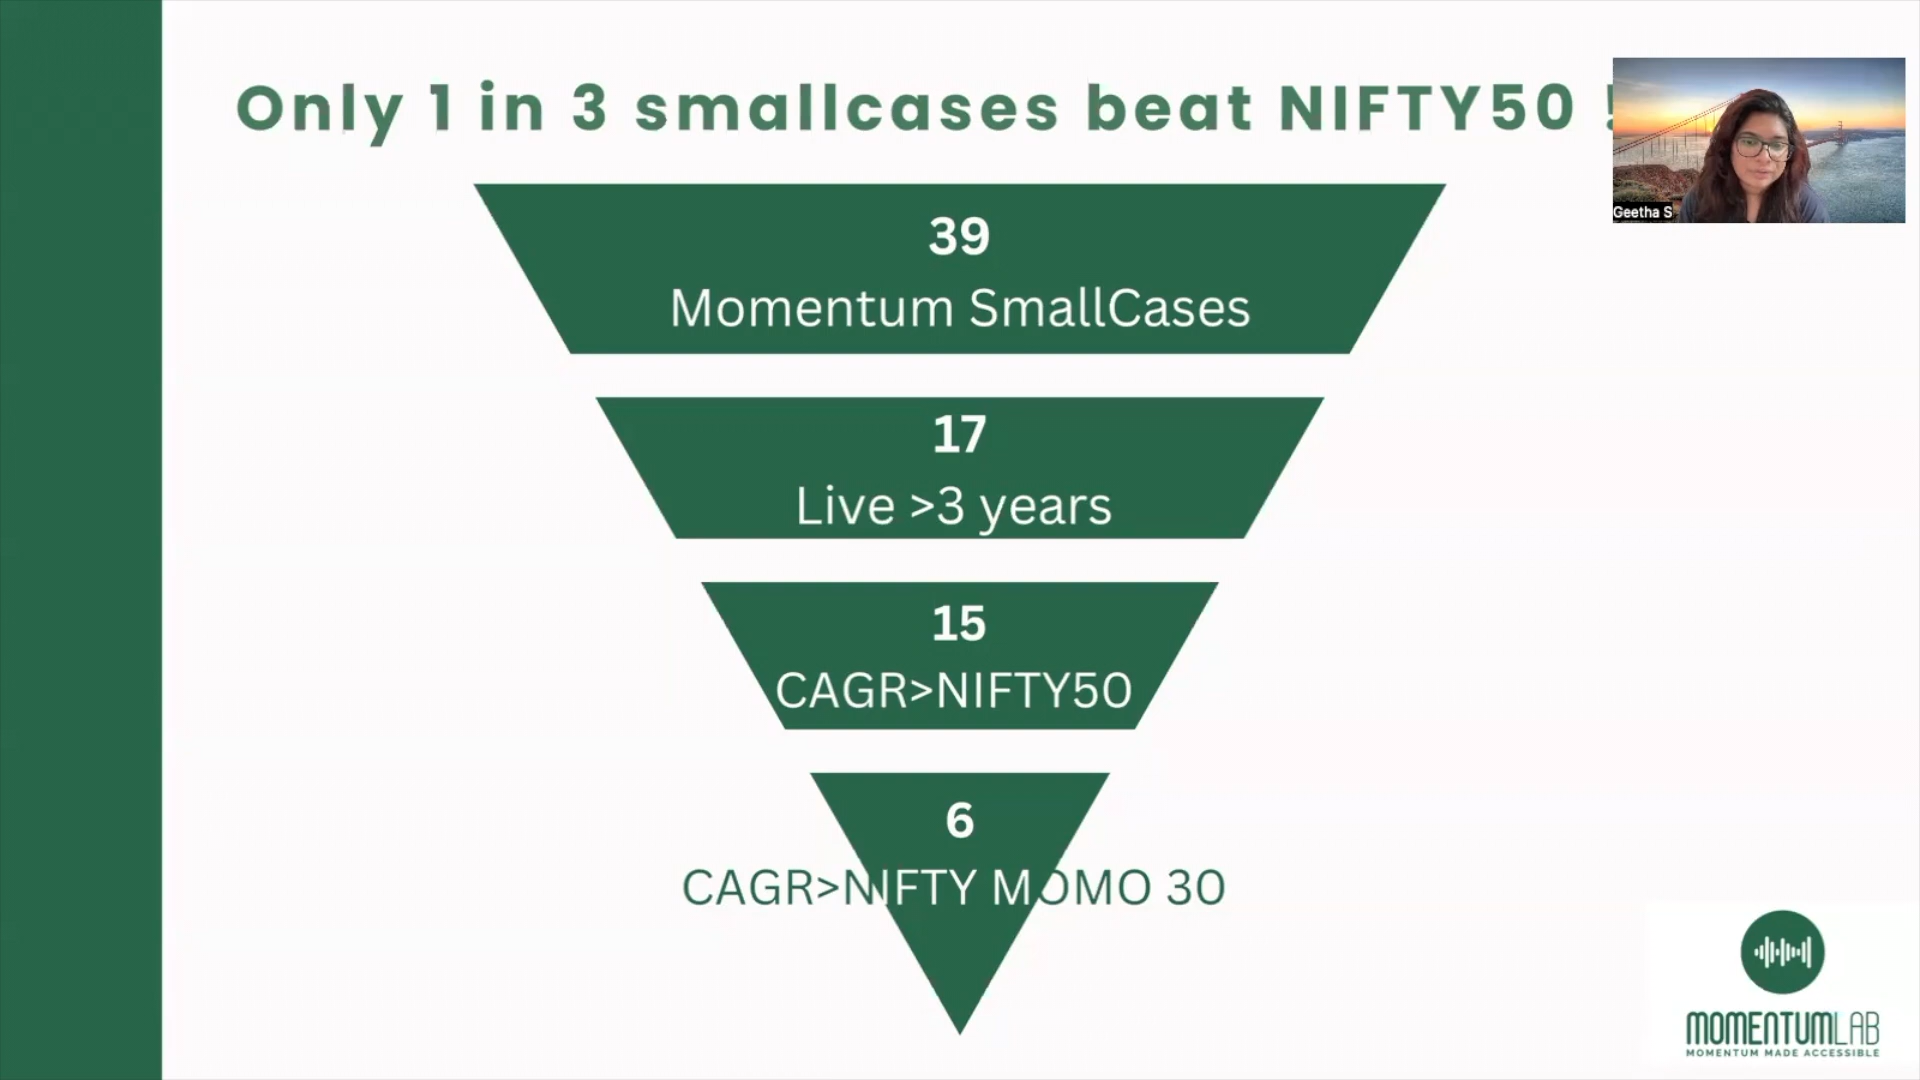 Only 1 in 3 smallcases beat NIFTY50 !
Geetha S
39
Momentum SmallCases
17
Live >3 years
15
CAGR>NIFTY50
6
CAGR>NIFTY MOMO 30
MOMENTUMLAB
MOMENTUM MADE ACCESSIBLE